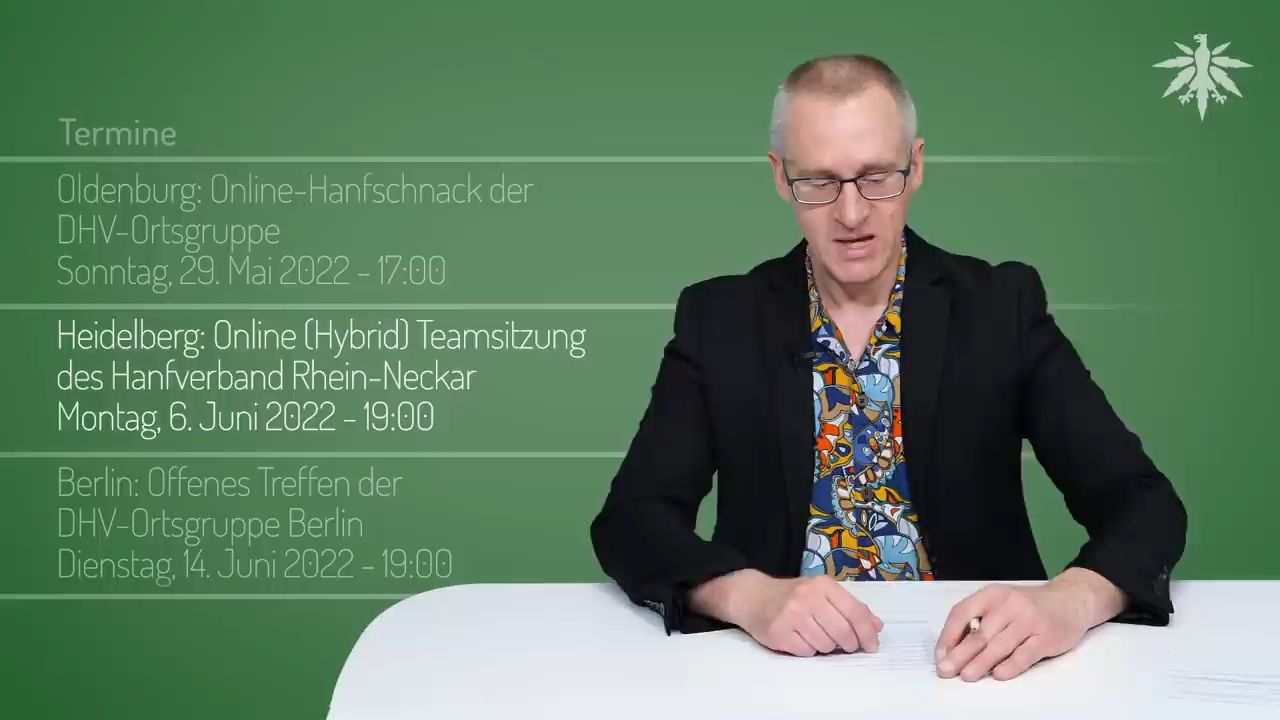 Termine
Oldenburg: Online-Hanfschnack der
DHV-Ortsgruppe
Sonntag, 29. Mai 2022 - 17:00
Heidelberg: Online (Hybrid) Teamsitzung
des Hanfverband Rhein-Neckar
Montag, 6. Juni 2022 - 19:00
Berlin: Offenes Treffen der
DHV-Ortsgruppe Berlin
Dienstag, 14. Juni 2022 - 19:00